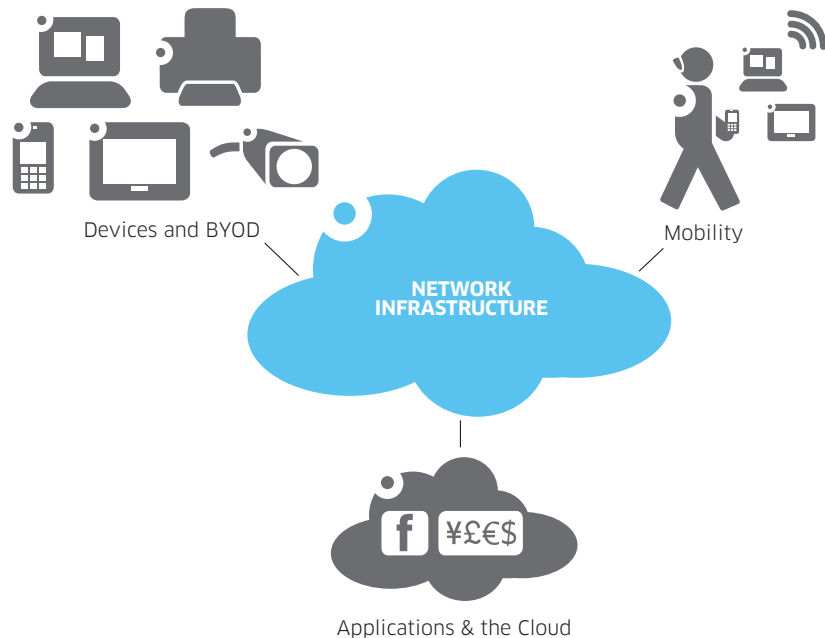 Devices and BYOD
Mobility
NETWORK
INFRASTRUCTURE
f ¥£€$
Applications & the Cloud